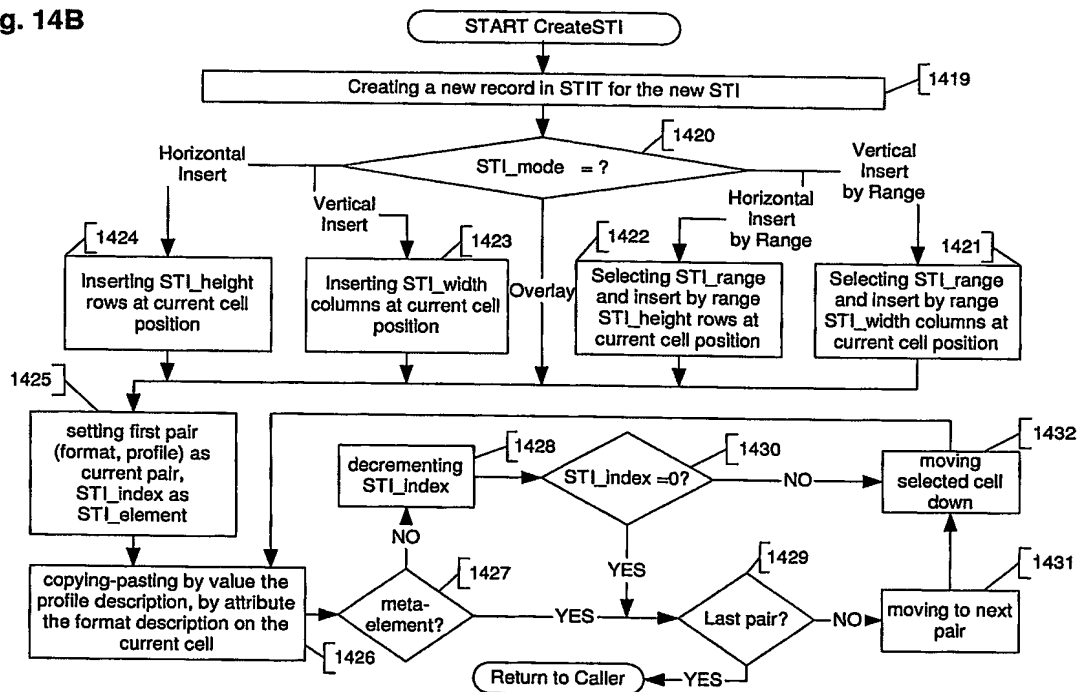 g. 14B
START CreateSTI
Creating a new record in STIT for the new STI
1419
1420
STI_mode = ?
Horizontal
Insert
Vertical
Insert
Overlay
Horizontal
Insert
by Range
Vertical
Insert
by Range
1424
Inserting STI_height
rows at current cell
position
1423
Inserting STI_width
columns at current cell
position
1422
Selecting STI_range
and insert by range
STI_height rows at
current cell position
1421
Selecting STI_range
and insert by range
STI_width columns at
current cell position
1425
setting first pair
(format, profile) as
current pair,
STI_index as
STI_element
1428
decrementing
STI_index
1430
STI_index =0?
NO
1432
moving
selected cell
down
NO
YES
copying-pasting by value the
profile description, by attribute
the format description on the
current cell
1426
1427
meta-
element?
YES
1429
Last pair?
NO
1431
moving to next
pair
YES
Return to Caller